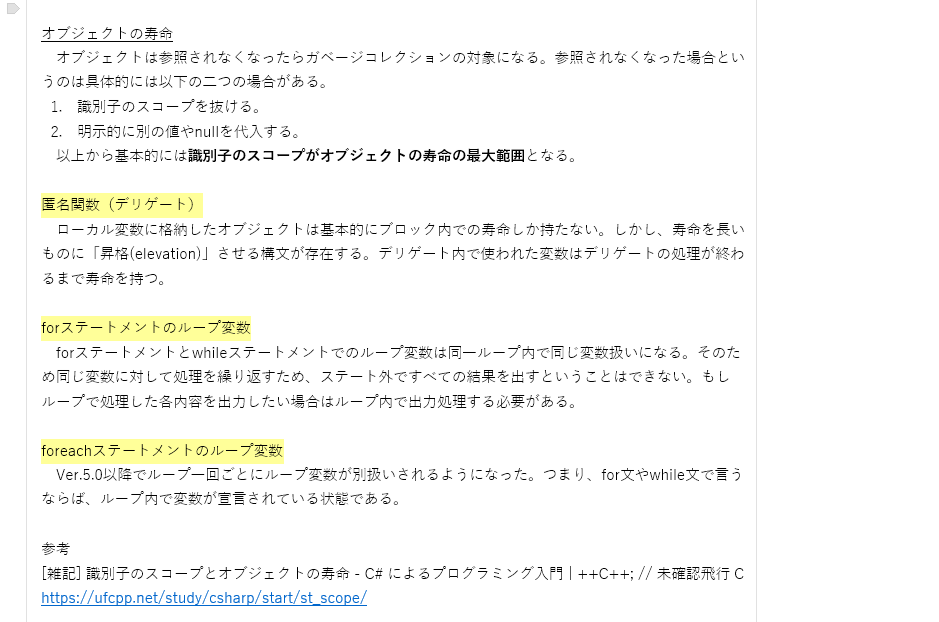 オブジェクトの寿命
オブジェクトは参照されなくなったらガベージコレクションの対象になる。参照されなくなった場合とい
うのは具体的には以下の二つの場合がある。
1. 識別子のスコープを抜ける。
2. 明示的に別の値やnullを代入する。
以上から基本的には識別子のスコープがオブジェクトの寿命の最大範囲となる。
匿名関数（デリゲート）
ローカル変数に格納したオブジェクトは基本的にブロック内での寿命しか持たない。しかし、寿命を長い
ものに「昇格(elevation)」させる構文が存在する。デリゲート内で使われた変数はデリゲートの処理が終わ
るまで寿命を持つ。
forステートメントのループ変数
forステートメントとwhileステートメントでのループ変数は同一ループ内で同じ変数扱いになる。そのた
め同じ変数に対して処理を繰り返すため、ステート外ですべての結果を出すということはできない。もし
ループで処理した各内容を出力したい場合はループ内で出力処理する必要がある。
foreachステートメントのループ変数
Ver.5.0以降でループ一回ごとにループ変数が別扱いされるようになった。つまり、for文やwhile文で言う
ならば、ループ内で変数が宣言されている状態である。
参考
[雑記] 識別子のスコープとオブジェクトの寿命 - C# によるプログラミング入門 | ++C++; // 未確認飛行 C
https://ufcpp.net/study/csharp/start/st_scope/